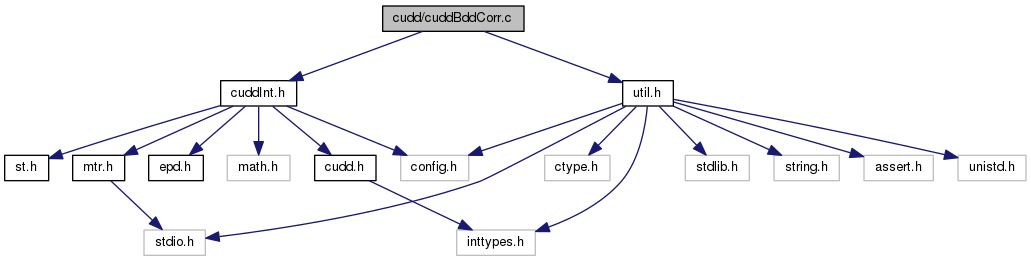 cudd/cuddBddCorr.c
cuddInt.h
util.h
st.h
mtr.h
epd.h
math.h
cudd.h
config.h
ctype.h
stdlib.h
string.h
assert.h
unistd.h
stdio.h
inttypes.h